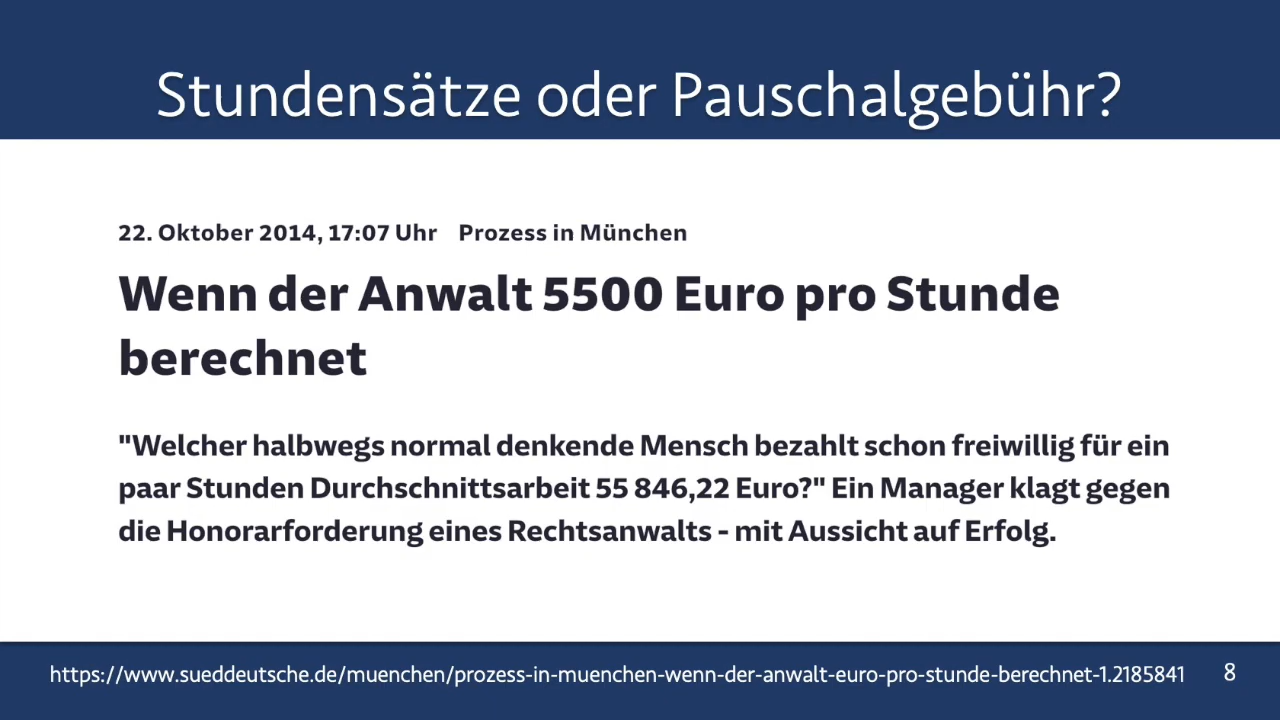 Stundensätze oder Pauschalgebühr?
22. Oktober 2014, 17:07 Uhr Prozess in München
Wenn der Anwalt 5500 Euro pro Stunde
berechnet
"Welcher halbwegs normal denkende Mensch bezahlt schon freiwillig für ein
paar Stunden Durchschnittsarbeit 55 846,22 Euro?" Ein Manager klagt gegen
die Honorarforderung eines Rechtsanwalts - mit Aussicht auf Erfolg.
https://www.sueddeutsche.de/muenchen/prozess-in-muenchen-wenn-der-anwalt-euro-pro-stunde-berechnet-1.2185841 8